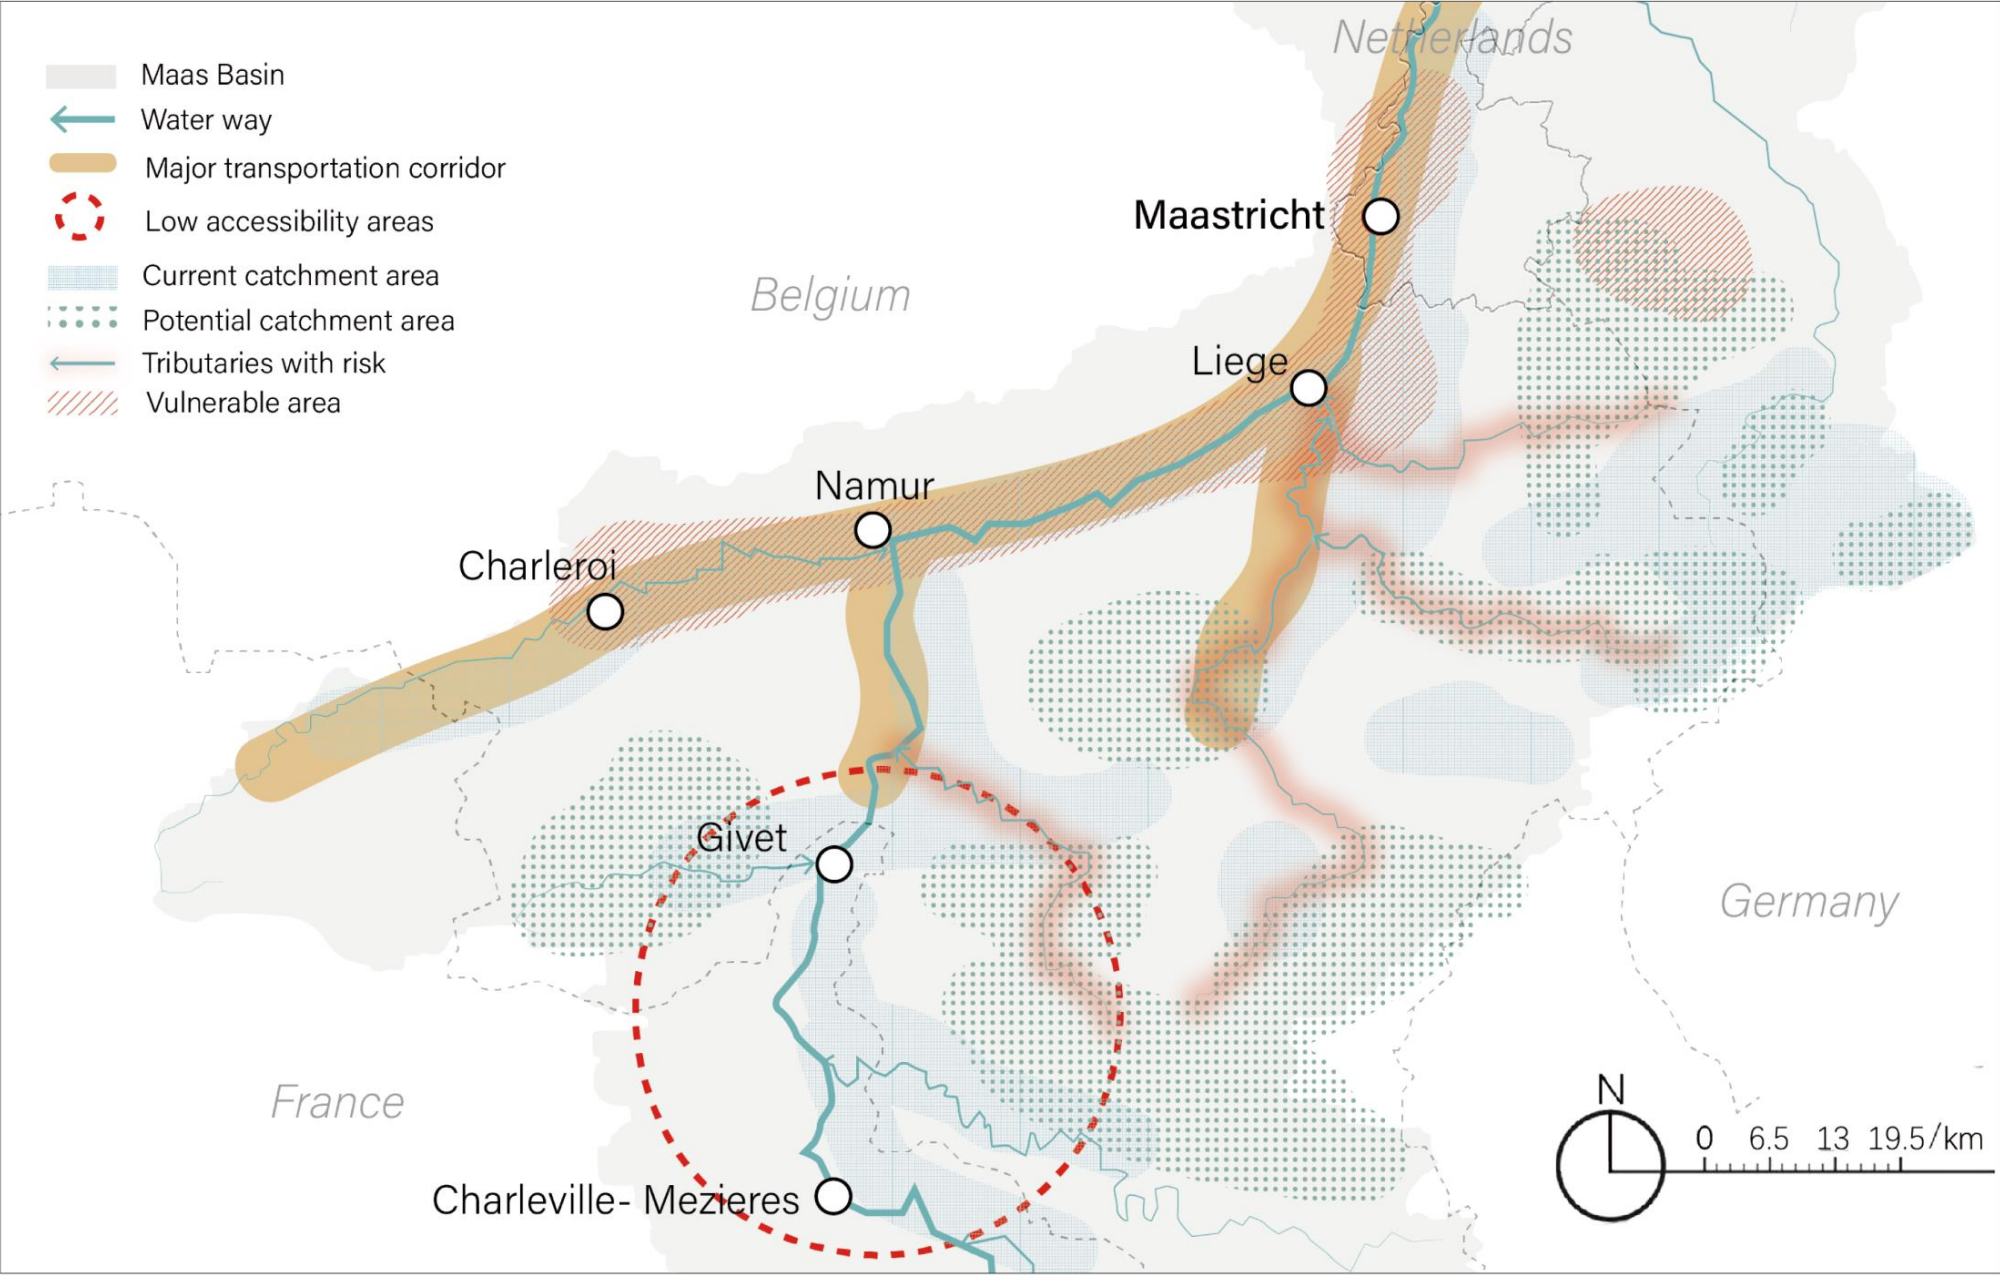 Maas Basin
Water way
Major transportation corridor
Low accessibility areas
Current catchment area
Potential catchment area
Tributaries with risk
Vulnerable area
Netherlands
Maastricht
Belgium
Liege
Namur
Charleroi
Givet
Germany
France
Charleville- Mezieres
N
0 6.5 13 19.5/km